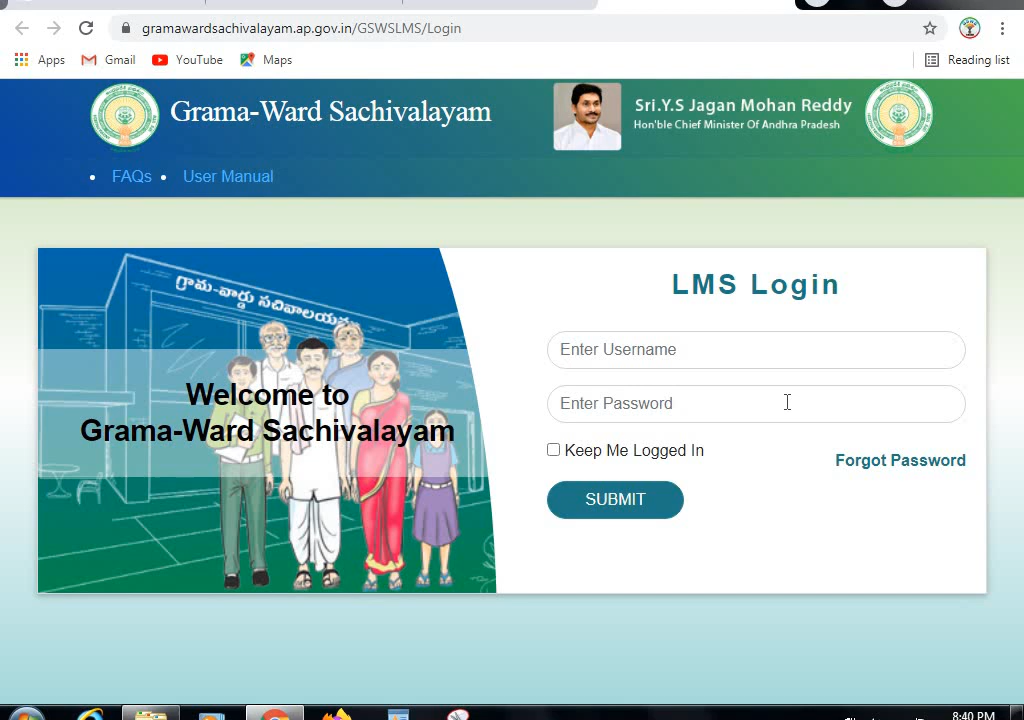 gramawardsachivalayam.ap.gov.in/GSWSLMS/Login
Apps Gmail YouTube Maps Reading list
Grama-Ward Sachivalayam
Sri.Y.S Jagan Mohan Reddy
Hon'ble Chief Minister Of Andhra Pradesh
FAQs User Manual
గ్రామ-వార్డు సచివాలయం
Welcome to
Grama-Ward Sachivalayam
LMS Login
Enter Username
Enter Password
Keep Me Logged In
Forgot Password
SUBMIT
8:40 PM